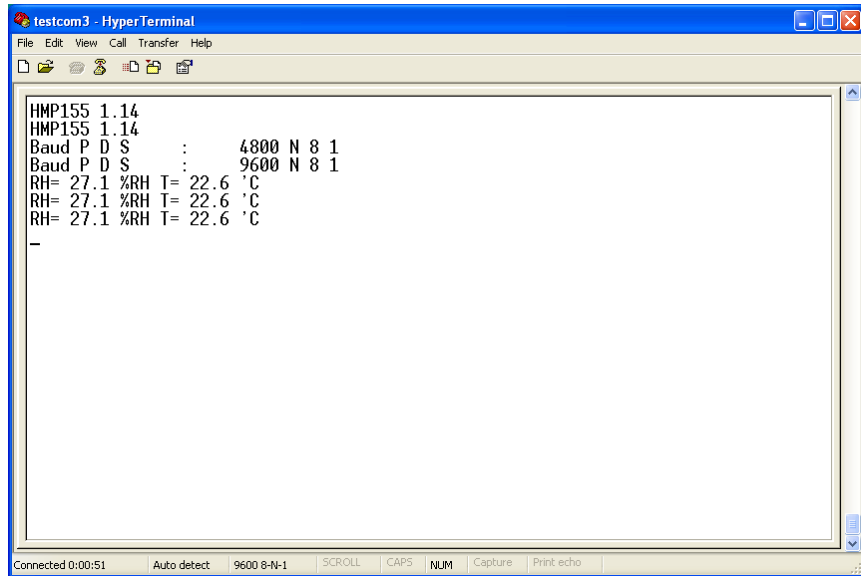 testcom3 - HyperTerminal
File Edit View Call Transfer Help
HMP155 1.14
HMP155 1.14
Baud P D S : 4800 N 8 1
Baud P D S : 9600 N 8 1
RH= 27.1 %RH T= 22.6 'C
RH= 27.1 %RH T= 22.6 'C
RH= 27.1 %RH T= 22.6 'C
_
Connected 0:00:51 Auto detect 9600 8-N-1 SCROLL CAPS NUM Capture Print echo